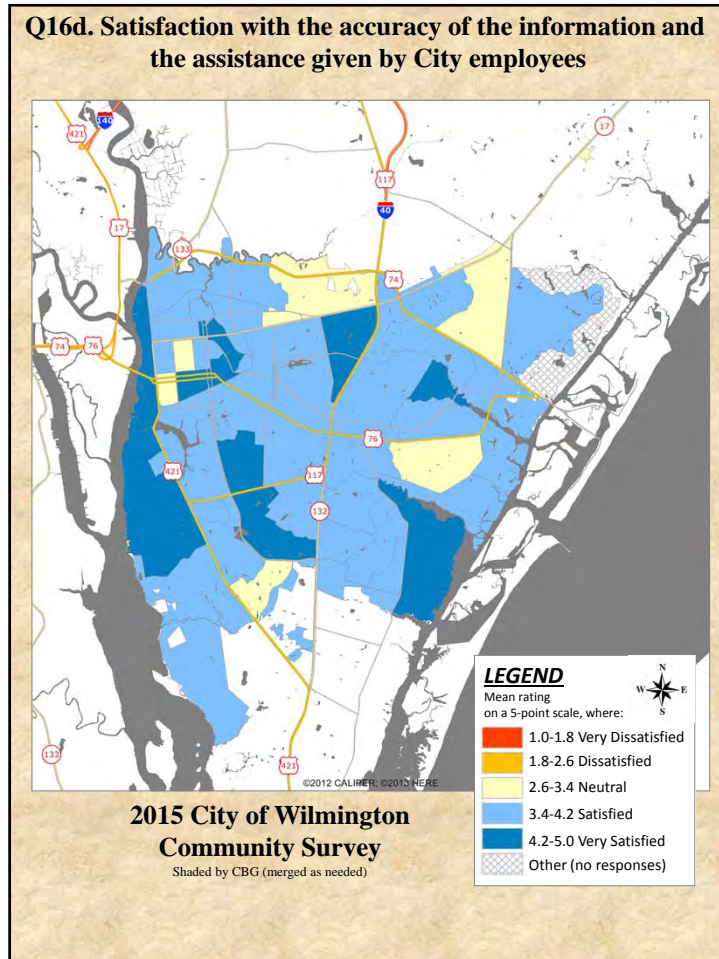 Q16d. Satisfaction with the accuracy of the information and
the assistance given by City employees
140
421
17
117
17
40
133
74
74
76
76
421
117
132
133
421
©2012 CALIPER; ©2013 HERE
LEGEND
Mean rating
on a 5-point scale, where:
N
W
E
S
1.0-1.8 Very Dissatisfied
1.8-2.6 Dissatisfied
2.6-3.4 Neutral
3.4-4.2 Satisfied
4.2-5.0 Very Satisfied
Other (no responses)
2015 City of Wilmington
Community Survey
Shaded by CBG (merged as needed)